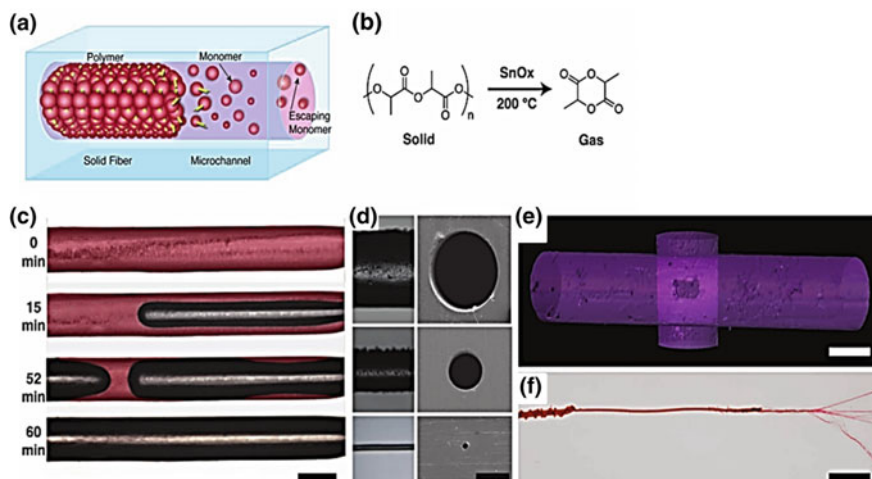 (a)
Polymer
Monomer
Escaping
Monomer
Solid Fiber
Microchannel
(b)
O
O
O
O
n
SnOx
200 °C
O
O
O
O
Solid
Gas
(c)
0
min
15
min
52
min
60
min
(d)
(e)
(f)